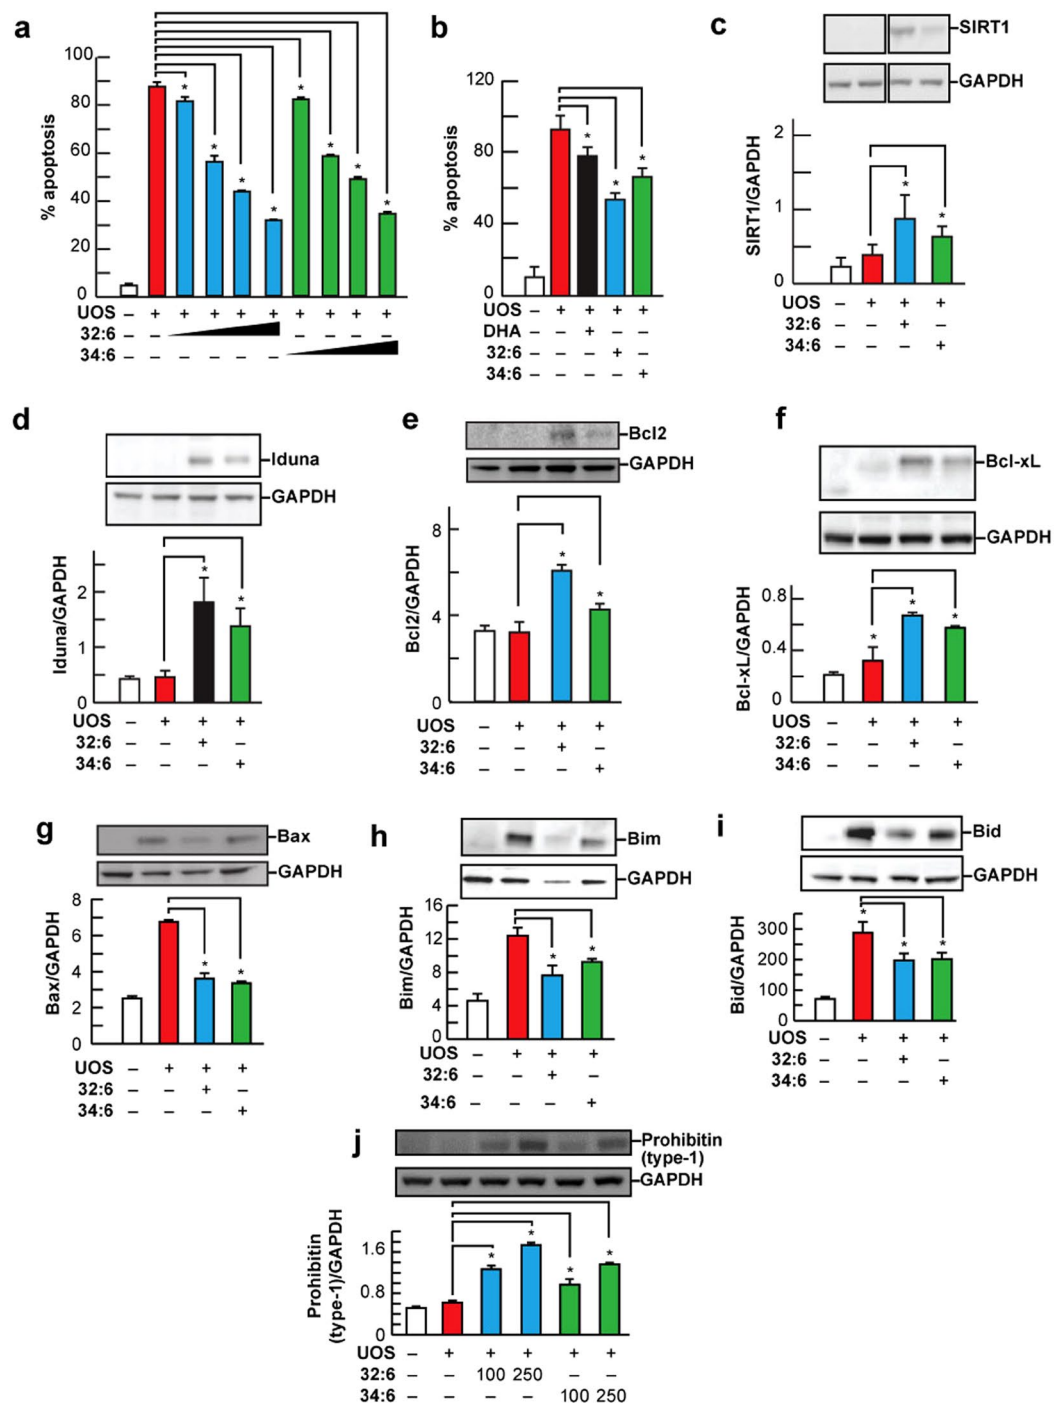 a
% apoptosis
100
80
60
40
20
0
* * * * * * * *
UOS – + + + + + + + + +
32:6 – – – – – – –
34:6 – – – – – –
b
% apoptosis
120
80
40
0
* * *
UOS – + + + +
DHA – – + – –
32:6 – – – + –
34:6 – – – – +
c
SIRT1
GAPDH
SIRT1/GAPDH
2
1
0
* *
UOS – + + +
32:6 – – + –
34:6 – – – +
d
Iduna
GAPDH
Iduna/GAPDH
2
1
0
* *
UOS – + + +
32:6 – – + –
34:6 – – – +
e
Bcl2
GAPDH
Bcl2/GAPDH
8
4
0
* *
UOS – + + +
32:6 – – + –
34:6 – – – +
f
Bcl-xL
GAPDH
Bcl-xL/GAPDH
0.8
0.4
0
* * *
UOS – + + +
32:6 – – + –
34:6 – – – +
g
Bax
GAPDH
Bax/GAPDH
8
6
4
2
0
* *
UOS – + + +
32:6 – – + –
34:6 – – – +
h
Bim
GAPDH
Bim/GAPDH
16
12
8
4
0
* *
UOS – + + +
32:6 – – + –
34:6 – – – +
i
Bid
GAPDH
Bid/GAPDH
300
200
100
0
* * *
UOS – + + +
32:6 – – + –
34:6 – – – +
j
Prohibitin
(type-1)
GAPDH
Prohibitin
(type-1)/GAPDH
1.6
0.8
0
* * * *
UOS – + + + + +
32:6 – – 100 250 – –
34:6 – – – – 100 250